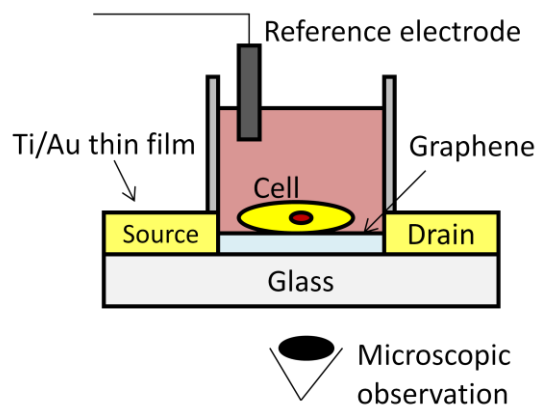 Reference electrode
Ti/Au thin film
Graphene
Cell
Source
Drain
Glass
Microscopic
observation